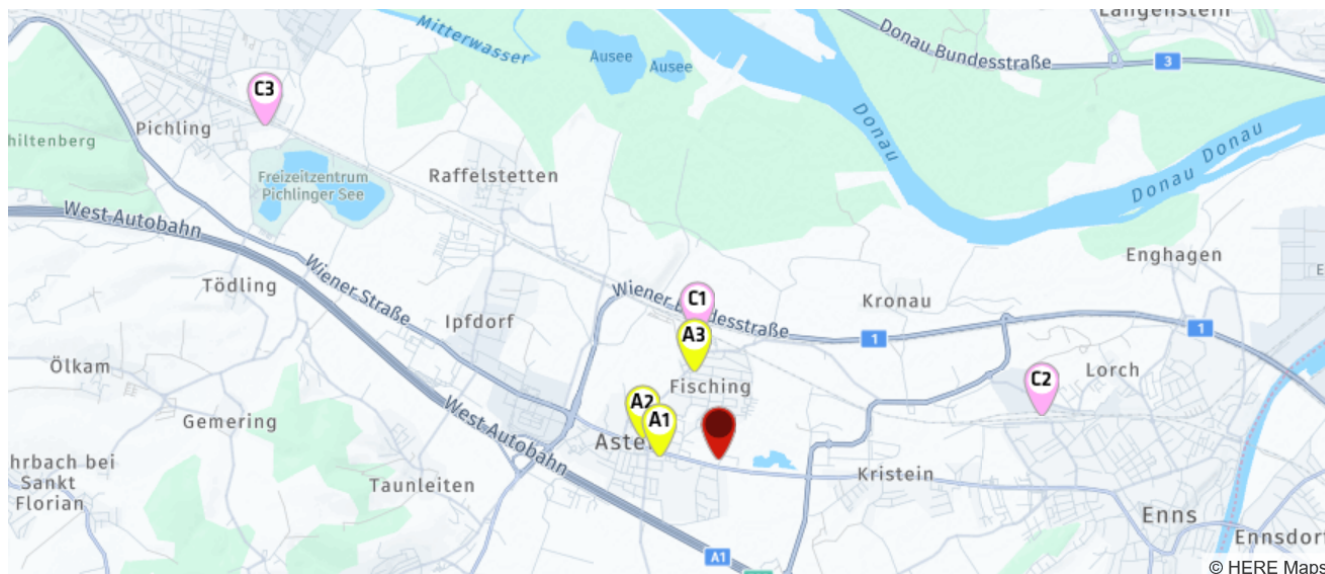 Langenstein
Mitterwasser
Ausee
Ausee
Donau Bundesstraße
3
C3
Pichling
Donau
Donau
Donau
Freizeitzentrum
Pichlinger See
Raffelstetten
West Autobahn
Enghagen
Tödling
Wiener Straße
Wiener Bundesstraße
C1
Kronau
Ipfdorf
A3
1
1
Ölkam
Fisching
C2
Lorch
Gemering
West Autobahn
A2
A1
Aste
Kristein
hrbach bei
Sankt
Florian
Taunleiten
Enns
Ennsdorf
A1
© HERE Maps